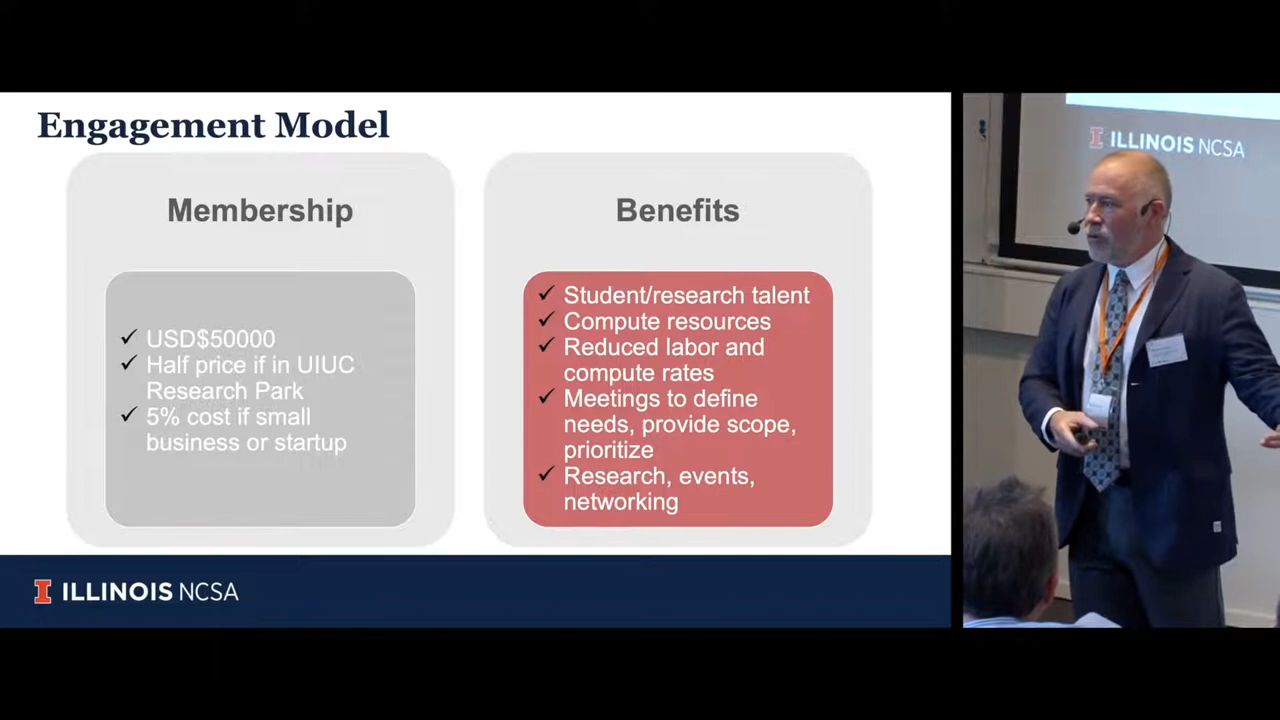 Engagement Model
Membership
✓ USD$50000
✓ Half price if in UIUC
Research Park
✓ 5% cost if small
business or startup
Benefits
✓ Student/research talent
✓ Compute resources
✓ Reduced labor and
compute rates
✓ Meetings to define
needs, provide scope,
prioritize
✓ Research, events,
networking
I ILLINOIS NCSA
I ILLINOIS NCSA